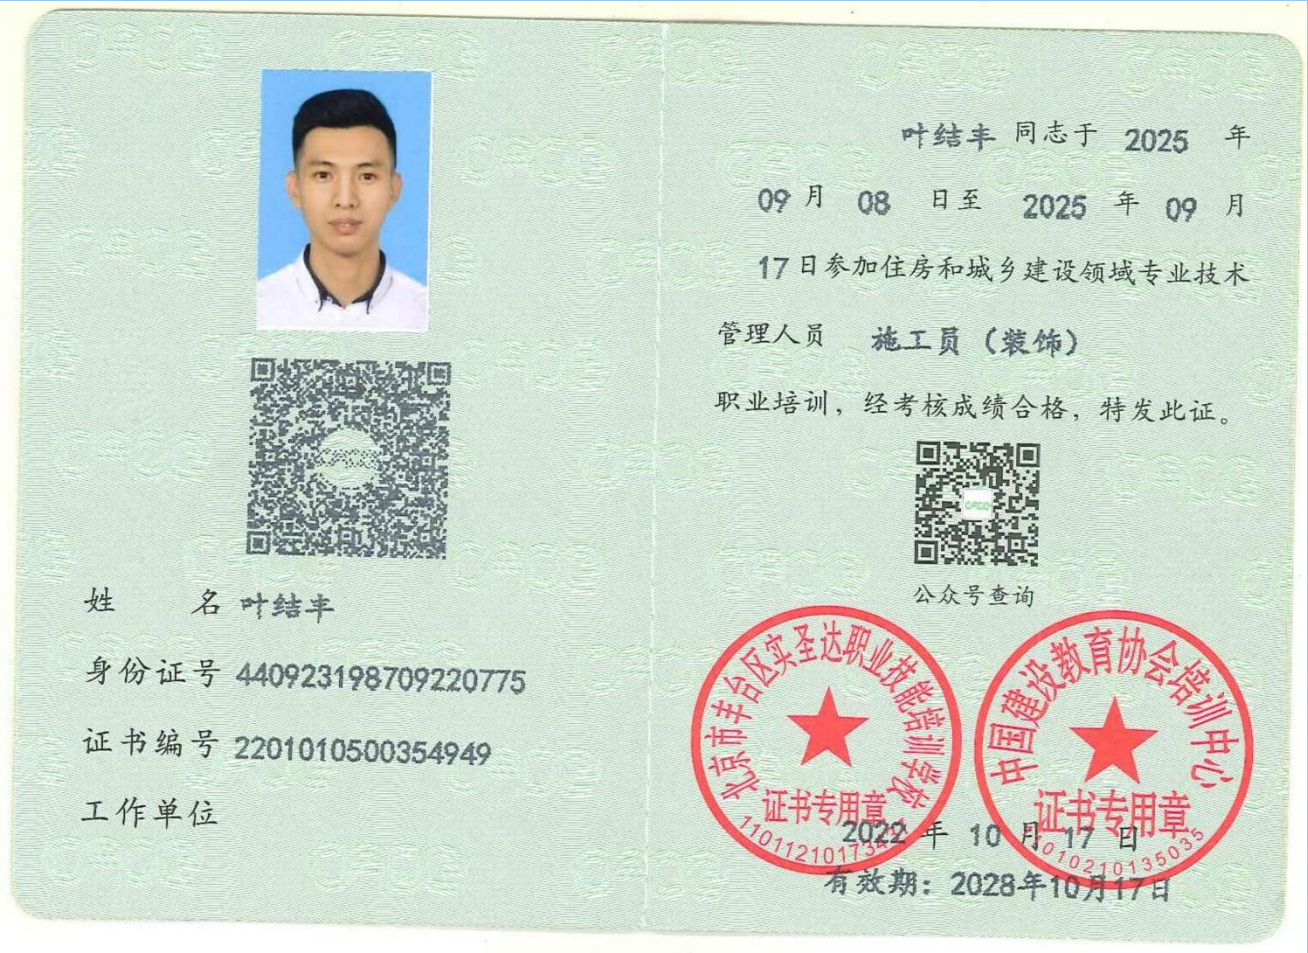 姓 名 叶结丰
身份证号 440923198709220775
证书编号 2201010500354949
工作单位
叶结丰 同志于 2025 年
09 月 08 日至 2025 年 09 月
17 日参加住房和城乡建设领域专业技术
管理人员 施工员（装饰）
职业培训，经考核成绩合格，特发此证。
公众号查询
北京市丰台区实圣达职业技能培训学校
证书专用章
中国建设教育协会培训中心
证书专用章
11010210135035
2022 年 10 月 17 日
有效期：2028年10月17日